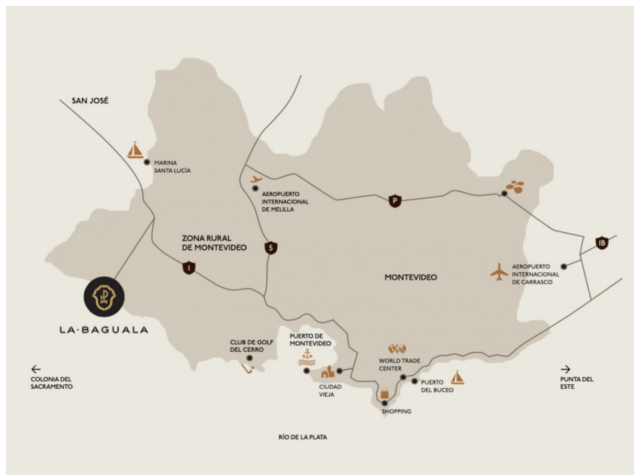 SAN JOSÉ
MARINA
SANTA LUCÍA
AEROPUERTO
INTERNACIONAL
DE MELILLA
P
ZONA RURAL
DE MONTEVIDEO
5
1
IB
AEROPUERTO
INTERNACIONAL
DE CARRASCO
MONTEVIDEO
LA·BAGUALA
CLUB DE GOLF
DEL CERRO
PUERTO DE
MONTEVIDEO
WORLD TRADE
CENTER
COLONIA DEL
SACRAMENTO
CIUDAD
VIEJA
PUERTO
DEL BUCEO
PUNTA DEL
ESTE
SHOPPING
RÍO DE LA PLATA